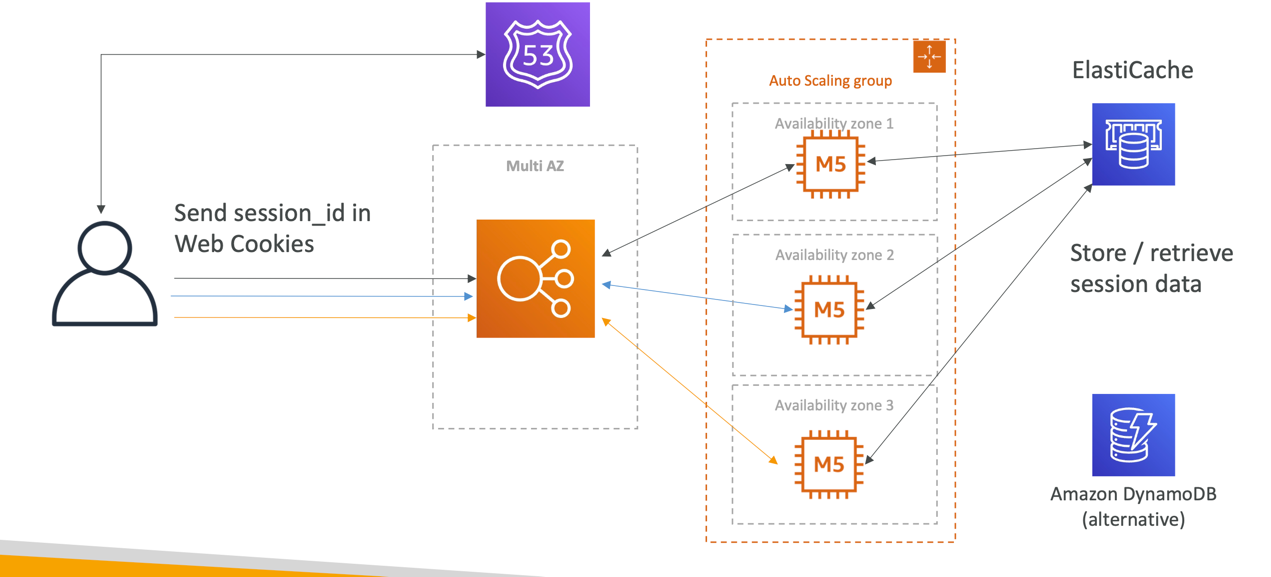 53
ElastiCache
Auto Scaling group
Availability zone 1
Multi AZ
M5
Send session_id in
Web Cookies
Availability zone 2
Store / retrieve
session data
M5
Availability zone 3
M5
Amazon DynamoDB
(alternative)